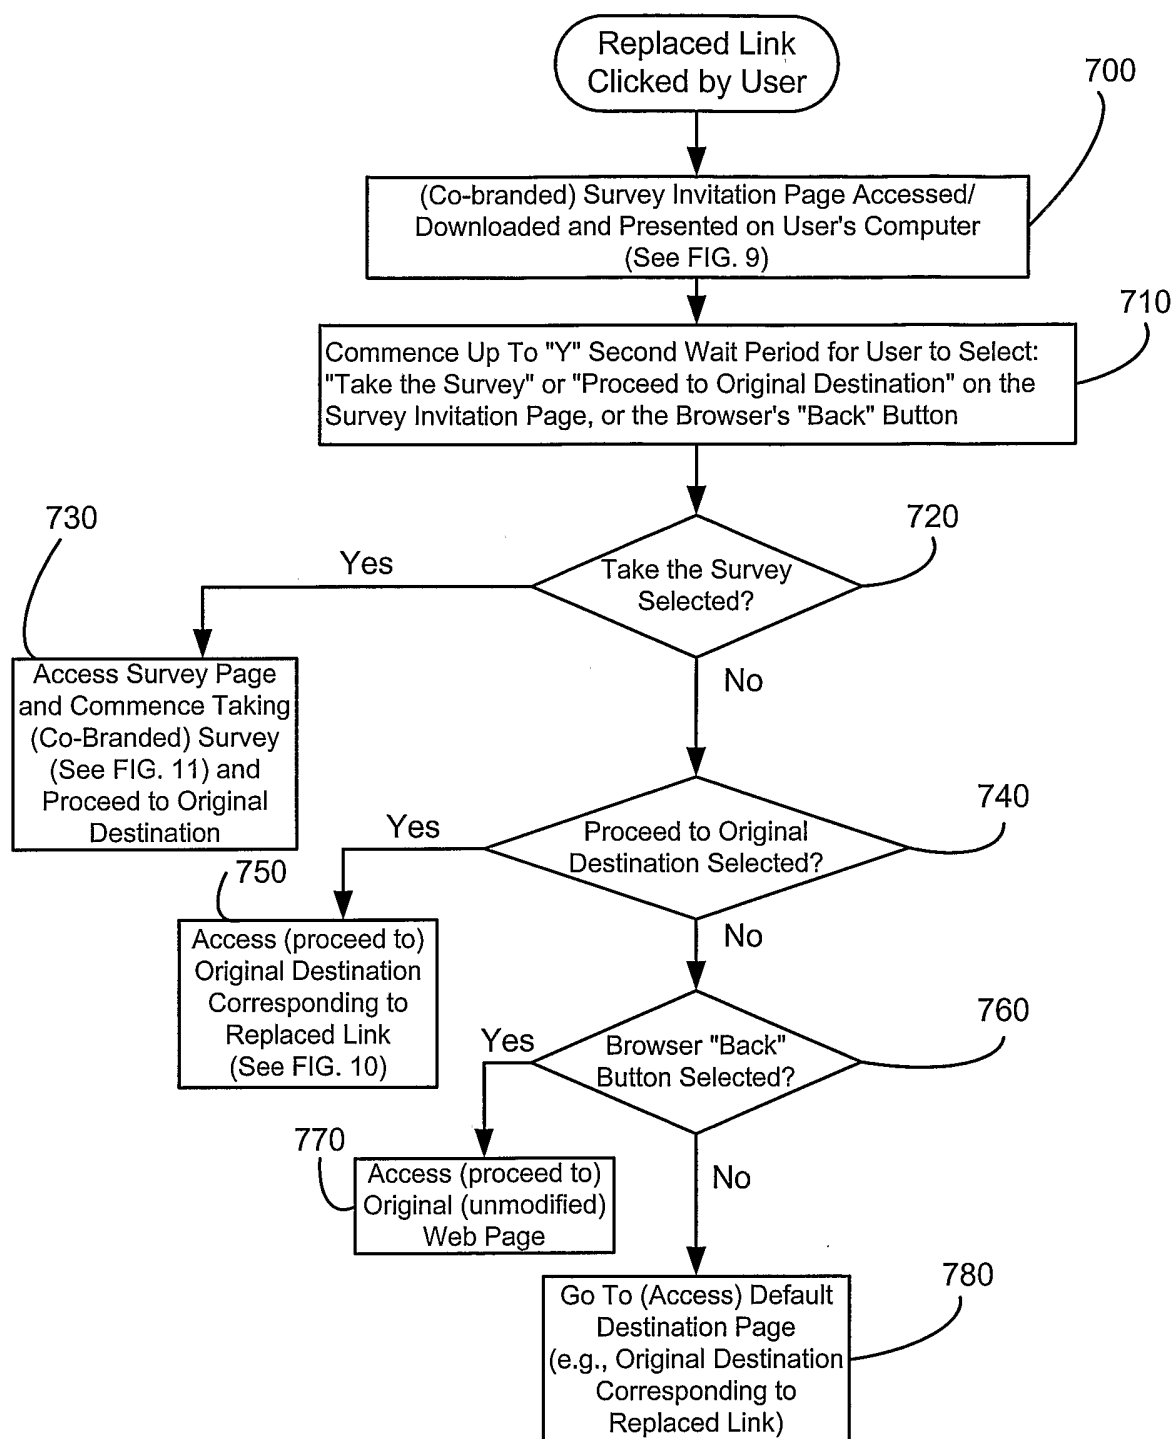 Replaced Link
Clicked by User
700
(Co-branded) Survey Invitation Page Accessed/
Downloaded and Presented on User's Computer
(See FIG. 9)
710
Commence Up To "Y" Second Wait Period for User to Select:
"Take the Survey" or "Proceed to Original Destination" on the
Survey Invitation Page, or the Browser's "Back" Button
720
Take the Survey
Selected?
Yes
No
730
Access Survey Page
and Commence Taking
(Co-Branded) Survey
(See FIG. 11) and
Proceed to Original
Destination
740
Proceed to Original
Destination Selected?
Yes
No
750
Access (proceed to)
Original Destination
Corresponding to
Replaced Link
(See FIG. 10)
760
Browser "Back"
Button Selected?
Yes
No
770
Access (proceed to)
Original (unmodified)
Web Page
780
Go To (Access) Default
Destination Page
(e.g., Original Destination
Corresponding to
Replaced Link)